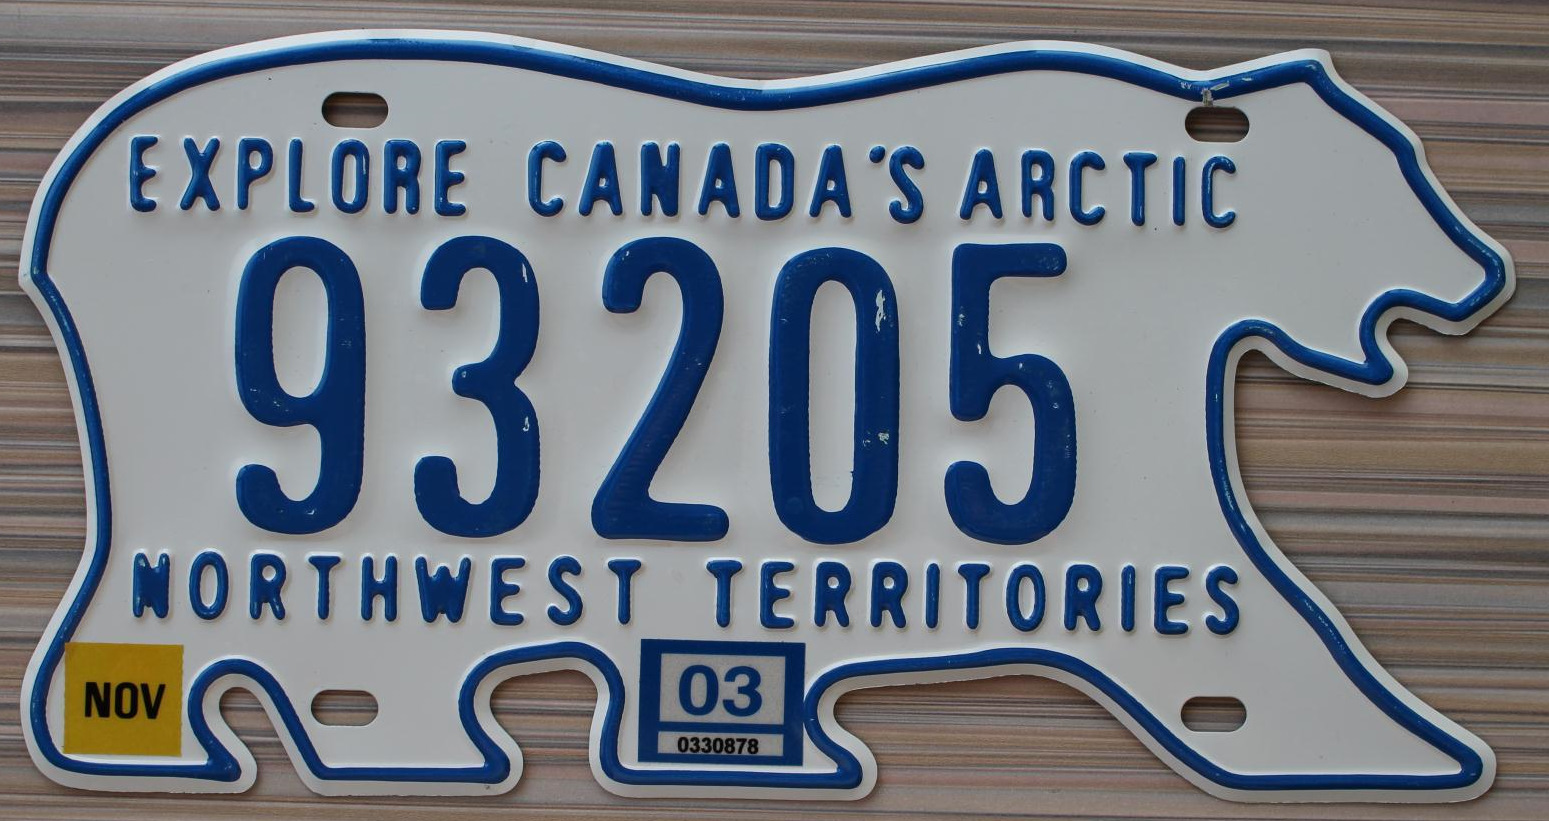 EXPLORE CANADA'S ARCTIC
93205
NORTHWEST TERRITORIES
NOV
03
0330878